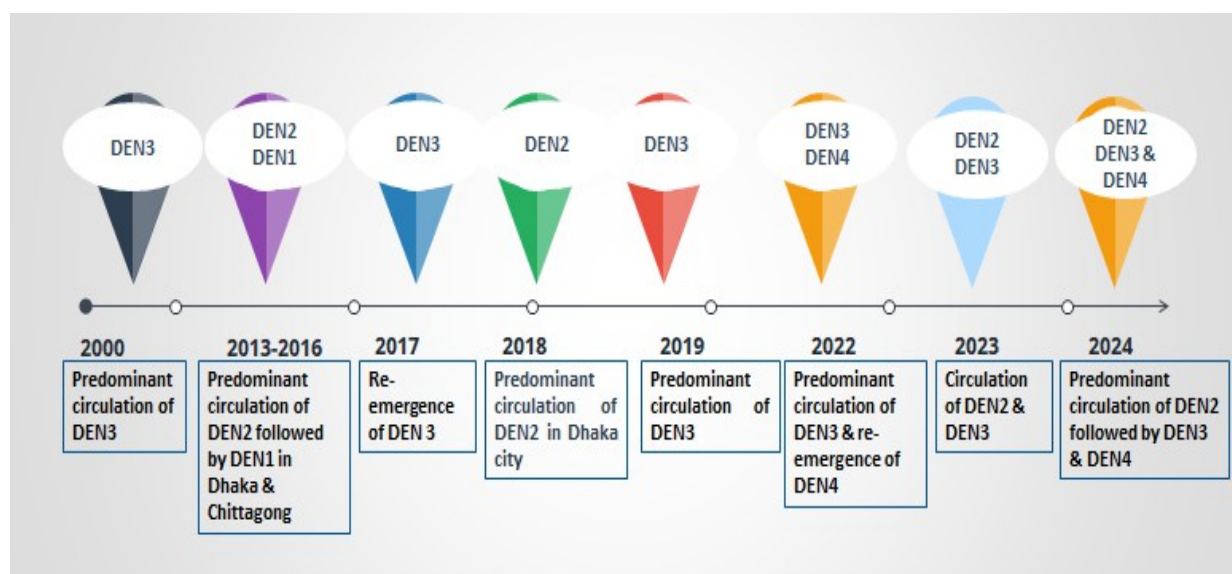 DEN3
DEN2
DEN1
DEN3
DEN2
DEN3
DEN3
DEN4
DEN2
DEN3
DEN2
DEN3 &
DEN4
2000
Predominant
circulation of
DEN3
2013-2016
Predominant
circulation of
DEN2 followed
by DEN1 in
Dhaka &
Chittagong
2017
Re-
emergence
of DEN 3
2018
Predominant
circulation of
DEN2 in Dhaka
city
2019
Predominant
circulation of
DEN3
2022
Predominant
circulation of
DEN3 & re-
emergence of
DEN4
2023
Circulation
of DEN2 &
DEN3
2024
Predominant
circulation of DEN2
followed by DEN3
& DEN4